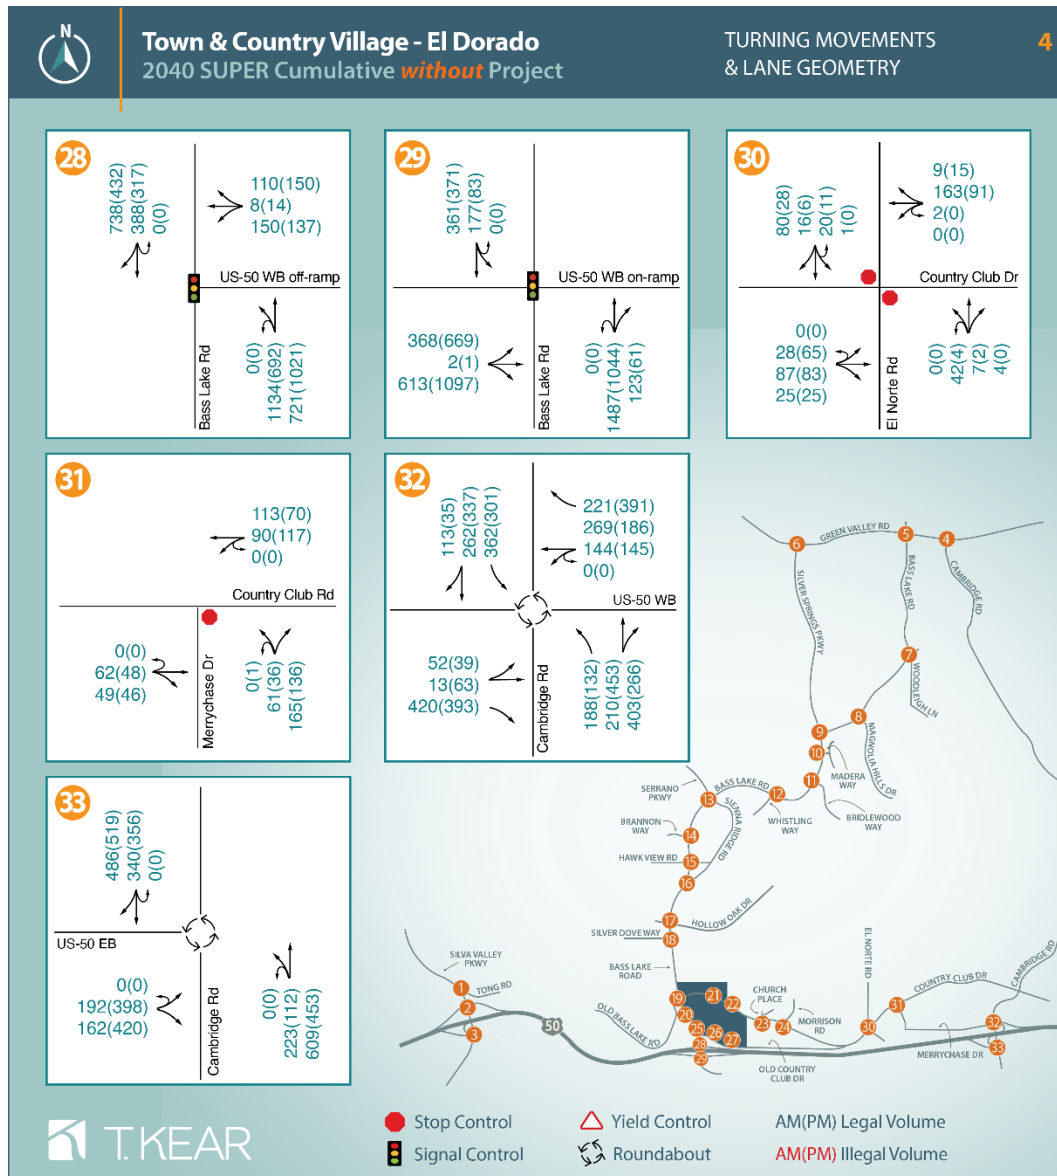 N
Town & Country Village - El Dorado
2040 SUPER Cumulative without Project
TURNING MOVEMENTS
& LANE GEOMETRY
4
28
738(432)
388(317)
0(0)
110(150)
8(14)
150(137)
US-50 WB off-ramp
Bass Lake Rd
0(0)
1134(692)
721(1021)
29
361(371)
177(83)
0(0)
US-50 WB on-ramp
368(669)
2(1)
613(1097)
Bass Lake Rd
0(0)
1487(1044)
123(61)
30
80(28)
16(6)
20(11)
1(0)
9(15)
163(91)
2(0)
0(0)
Country Club Dr
0(0)
28(65)
87(83)
25(25)
El Norte Rd
0(0)
42(4)
7(2)
4(0)
31
113(70)
90(117)
0(0)
Country Club Rd
0(0)
62(48)
49(46)
Merrychase Dr
0(1)
61(36)
165(136)
32
113(35)
262(337)
362(301)
221(391)
269(186)
144(145)
0(0)
US-50 WB
52(39)
13(63)
420(393)
Cambridge Rd
188(132)
210(453)
403(266)
33
486(519)
340(356)
0(0)
US-50 EB
0(0)
192(398)
162(420)
Cambridge Rd
0(0)
223(112)
609(453)
6
GREEN VALLEY RD
5
4
SILVER SPRINGS PKWY
BASS LAKE RD
CAMBRIDGE RD
7
WOODLEIGH LN
8
9
MAGNOLIA HILLS DR
10
MADERA
WAY
11
BRIDLEWOOD
WAY
SERRANO
PKWY
BASS LAKE RD
12
WHISTLING
WAY
13
SIENNA RIDGE RD
BRANNON
WAY
14
HAWK VIEW RD
15
16
17
HOLLOW OAK DR
SILVER DOVE WAY
18
BASS LAKE
ROAD
EL NORTE RD
SILVA VALLEY
PKWY
1
TONG RD
2
3
50
OLD BASS LAKE RD
19
20
21
22
25
26
27
28
29
CHURCH
PLACE
23
24
MORRISON
RD
OLD COUNTRY
CLUB DR
30
31
COUNTRY CLUB DR
CAMBRIDGE RD
32
33
MERRYCHASE DR
T.KEAR
Stop Control
Yield Control
AM(PM) Legal Volume
Signal Control
Roundabout
AM(PM) Illegal Volume